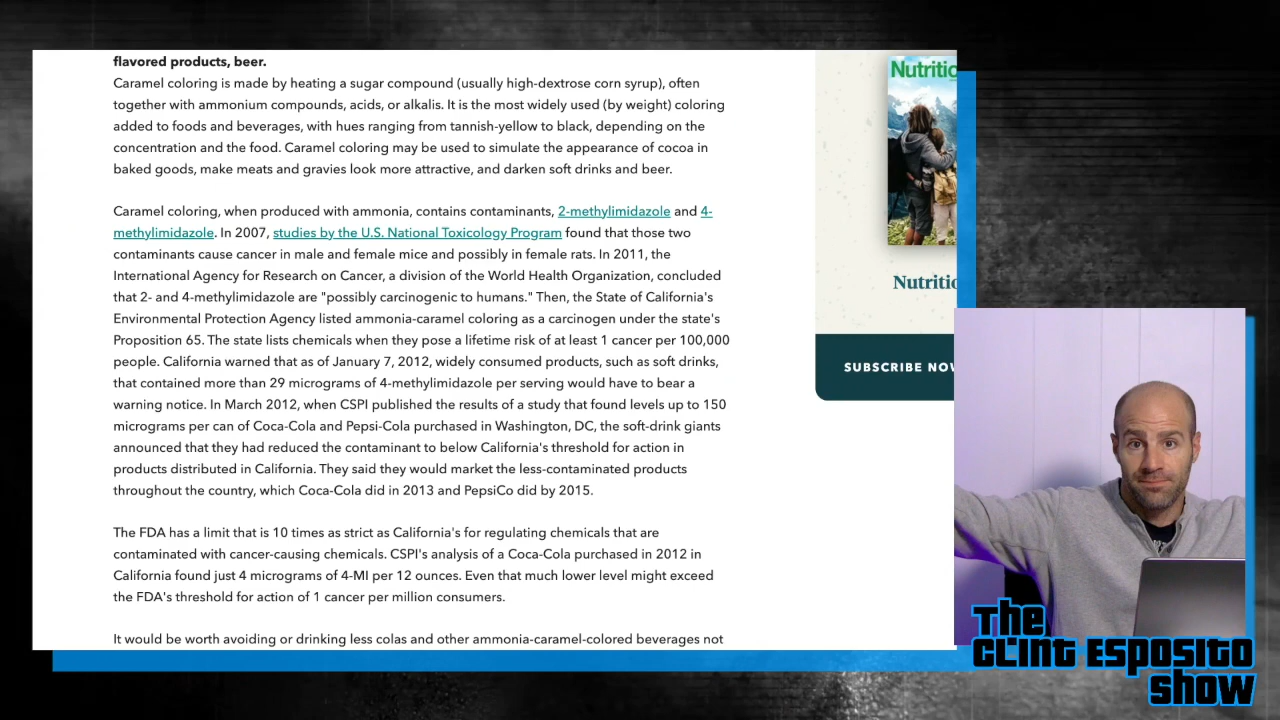 flavored products, beer.
Caramel coloring is made by heating a sugar compound (usually high-dextrose corn syrup), often
together with ammonium compounds, acids, or alkalis. It is the most widely used (by weight) coloring
added to foods and beverages, with hues ranging from tannish-yellow to black, depending on the
concentration and the food. Caramel coloring may be used to simulate the appearance of cocoa in
baked goods, make meats and gravies look more attractive, and darken soft drinks and beer.
Caramel coloring, when produced with ammonia, contains contaminants, 2-methylimidazole and 4-
methylimidazole. In 2007, studies by the U.S. National Toxicology Program found that those two
contaminants cause cancer in male and female mice and possibly in female rats. In 2011, the
International Agency for Research on Cancer, a division of the World Health Organization, concluded
that 2- and 4-methylimidazole are "possibly carcinogenic to humans." Then, the State of California's
Environmental Protection Agency listed ammonia-caramel coloring as a carcinogen under the state's
Proposition 65. The state lists chemicals when they pose a lifetime risk of at least 1 cancer per 100,000
people. California warned that as of January 7, 2012, widely consumed products, such as soft drinks,
that contained more than 29 micrograms of 4-methylimidazole per serving would have to bear a
warning notice. In March 2012, when CSPI published the results of a study that found levels up to 150
micrograms per can of Coca-Cola and Pepsi-Cola purchased in Washington, DC, the soft-drink giants
announced that they had reduced the contaminant to below California's threshold for action in
products distributed in California. They said they would market the less-contaminated products
throughout the country, which Coca-Cola did in 2013 and PepsiCo did by 2015.
The FDA has a limit that is 10 times as strict as California's for regulating chemicals that are
contaminated with cancer-causing chemicals. CSPI's analysis of a Coca-Cola purchased in 2012 in
California found just 4 micrograms of 4-MI per 12 ounces. Even that much lower level might exceed
the FDA's threshold for action of 1 cancer per million consumers.
It would be worth avoiding or drinking less colas and other ammonia-caramel-colored beverages not
Nutritio
Nutritio
SUBSCRIBE NOW
The
Clint Esposito
Show